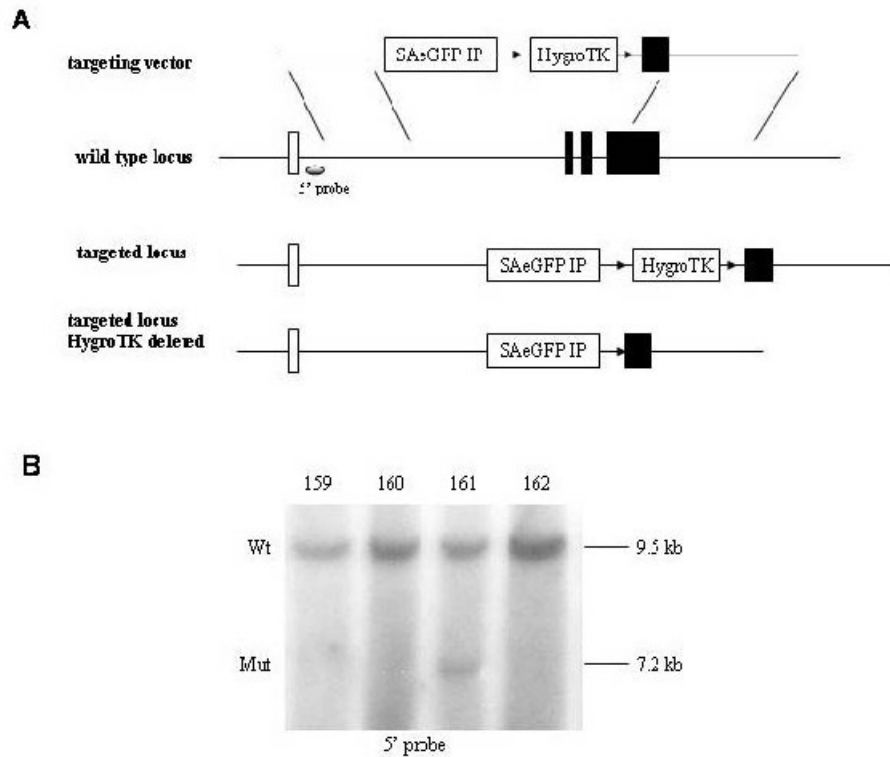 A
targeting vector
SAeGFP IP
HygroTK
wild type locus
5' probe
targeted locus
SAeGFP IP
HygroTK
targeted locus
HygroTK deleted
SAeGFP IP
B
159 160 161 162
Wt
9.5 kb
Mut
7.2 kb
5' probe